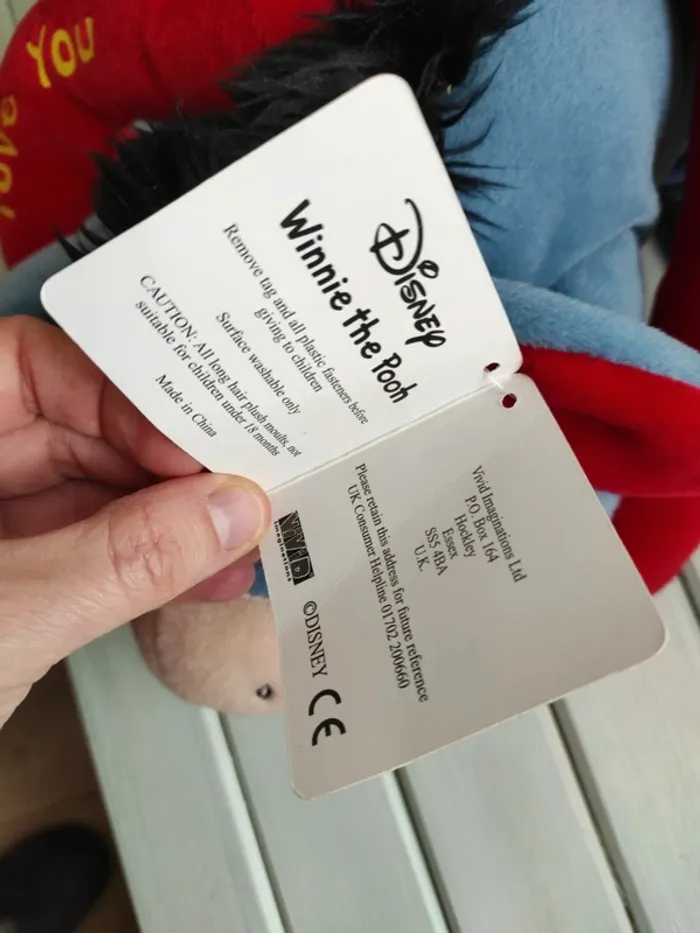 YOU
Disney
Winnie the Pooh
Remove tag and all plastic fasteners before
giving to children
Surface washable only
CAUTION: All long hair plush moults, not
suitable for children under 18 months
Made in China
Vivid Imaginations Ltd
P.O. Box 164
Hockley
Essex
SS5 4BA
U.K.
Please retain this address for future reference
UK Consumer Helpline 01702 200660
VIVID
imaginations
©DISNEY CE